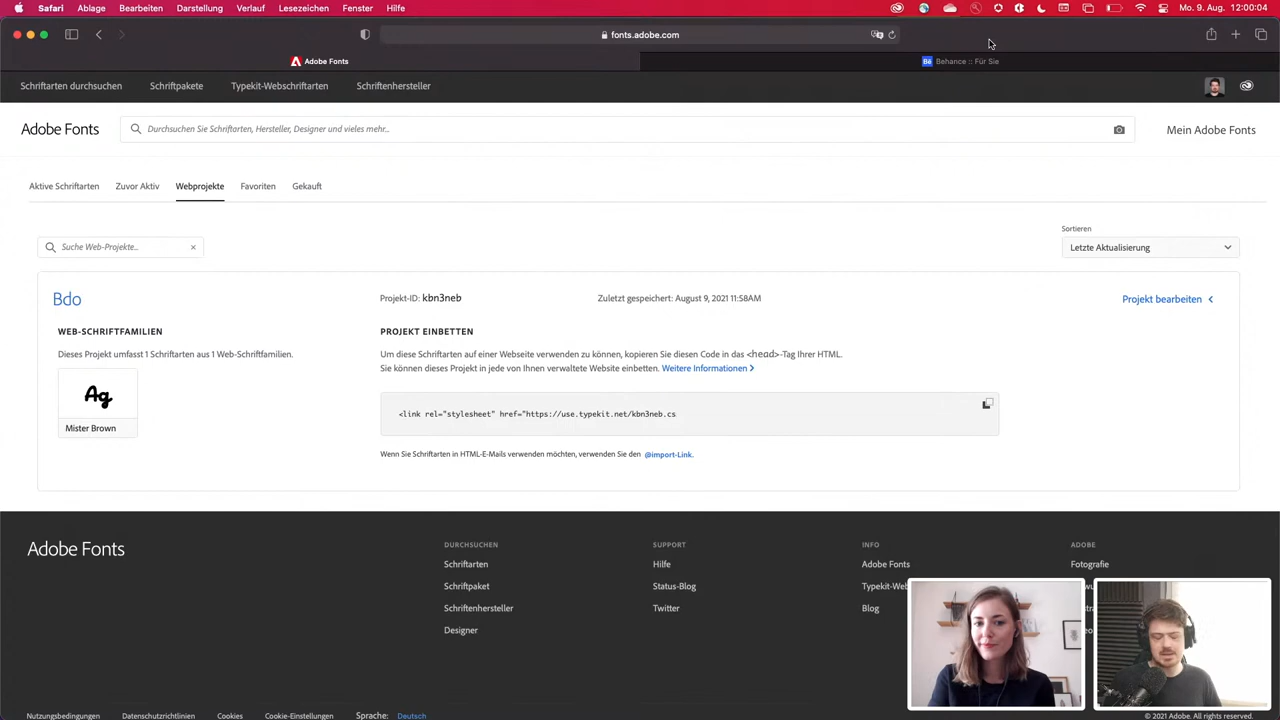 Safari Ablage Bearbeiten Darstellung Verlauf Lesezeichen Fenster Hilfe Mo. 9. Aug. 12:00:04
fonts.adobe.com
Adobe Fonts Bē Behance :: Für Sie
Schriftarten durchsuchen Schriftpakete Typekit-Webschriftarten Schriftenhersteller
Adobe Fonts Durchsuchen Sie Schriftarten, Hersteller, Designer und vieles mehr... Mein Adobe Fonts
Aktive Schriftarten Zuvor Aktiv Webprojekte Favoriten Gekauft
Sortieren
Suche Web-Projekte... × Letzte Aktualisierung
Bdo Projekt-ID: kbn3neb Zuletzt gespeichert: August 9, 2021 11:58AM Projekt bearbeiten
WEB-SCHRIFTFAMILIEN PROJEKT EINBETTEN
Dieses Projekt umfasst 1 Schriftarten aus 1 Web-Schriftfamilien. Um diese Schriftarten auf einer Webseite verwenden zu können, kopieren Sie diesen Code in das <head>-Tag Ihrer HTML.
Sie können dieses Projekt in jede von Ihnen verwaltete Website einbetten. Weitere Informationen
Ag
<link rel="stylesheet" href="https://use.typekit.net/kbn3neb.cs
Mister Brown
Wenn Sie Schriftarten in HTML-E-Mails verwenden möchten, verwenden Sie den @import-Link.
Adobe Fonts DURCHSUCHEN SUPPORT INFO ADOBE
Schriftarten Hilfe Adobe Fonts Fotografie
Schriftpaket Status-Blog Typekit-Web
Schriftenhersteller Twitter Blog
Designer
Nutzungsbedingungen Datenschutzrichtlinien Cookies Cookie-Einstellungen Sprache: Deutsch © 2021 Adobe. All rights reserved.